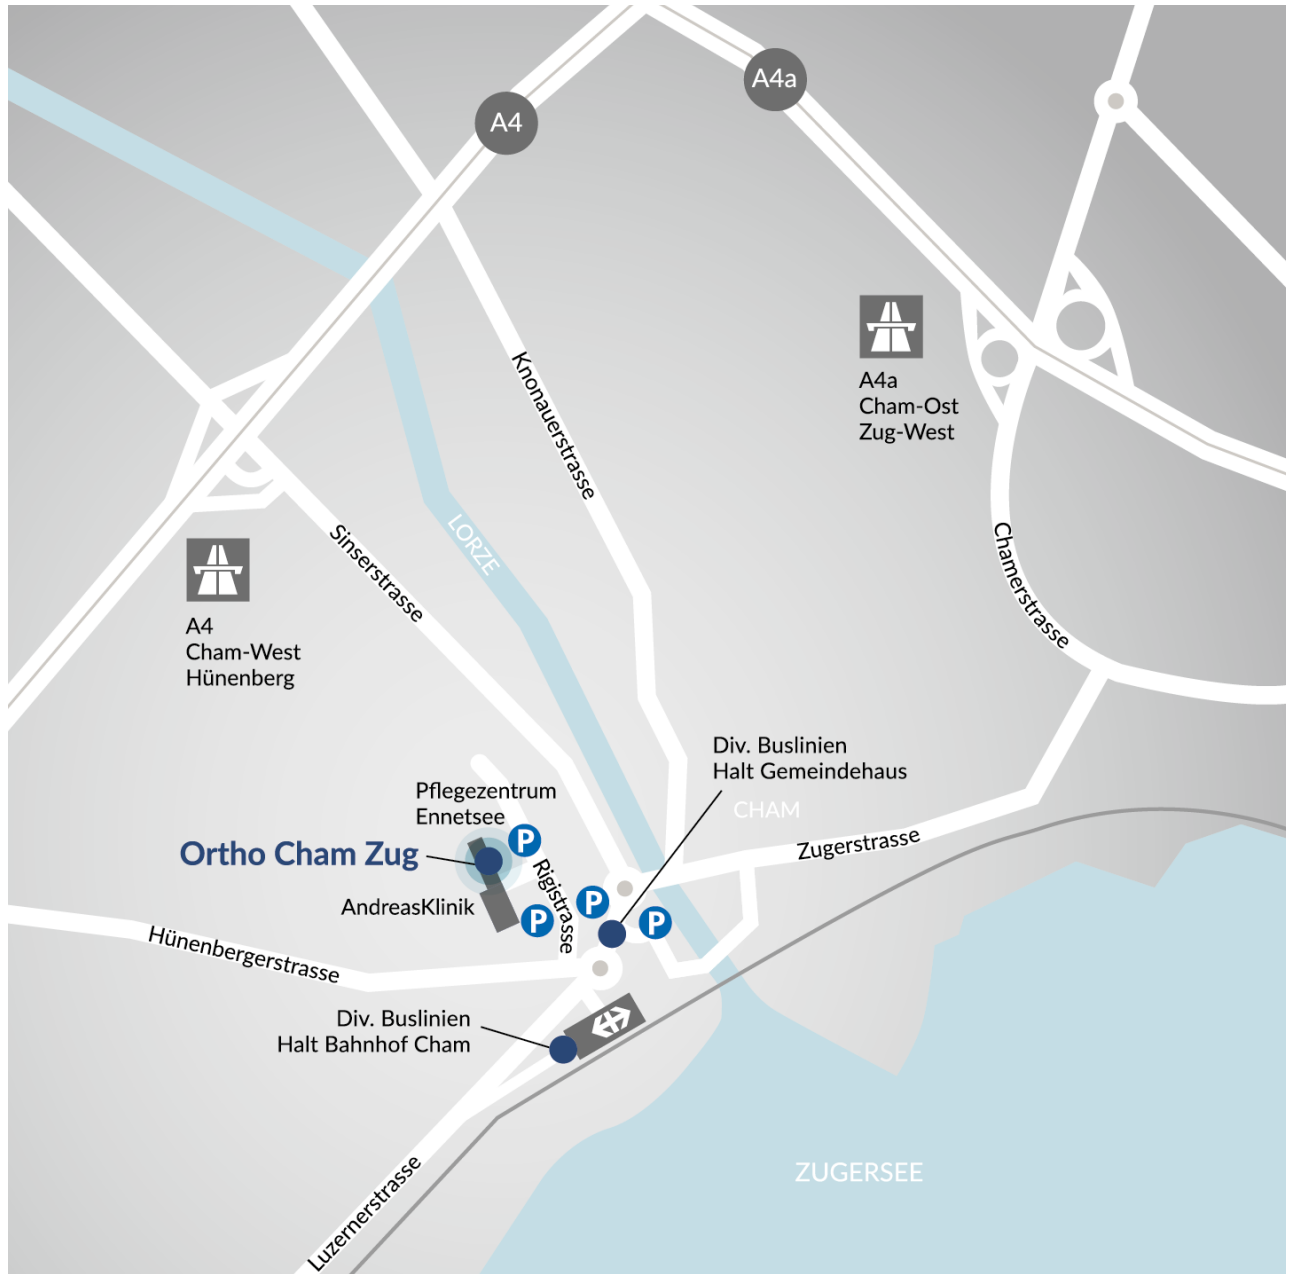 A4a
A4
A4a
Cham-Ost
Zug-West
Knonauerstrasse
LORZE
Sinserstrasse
Chamerstrasse
A4
Cham-West
Hünenberg
Div. Buslinien
Halt Gemeindehaus
CHAM
Pflegezentrum
Ennetsee
P
Zugerstrasse
Ortho Cham Zug
Rigistrasse
AndreasKlinik
P
P
P
Hünenbergerstrasse
Div. Buslinien
Halt Bahnhof Cham
ZUGERSEE
Luzernerstrasse